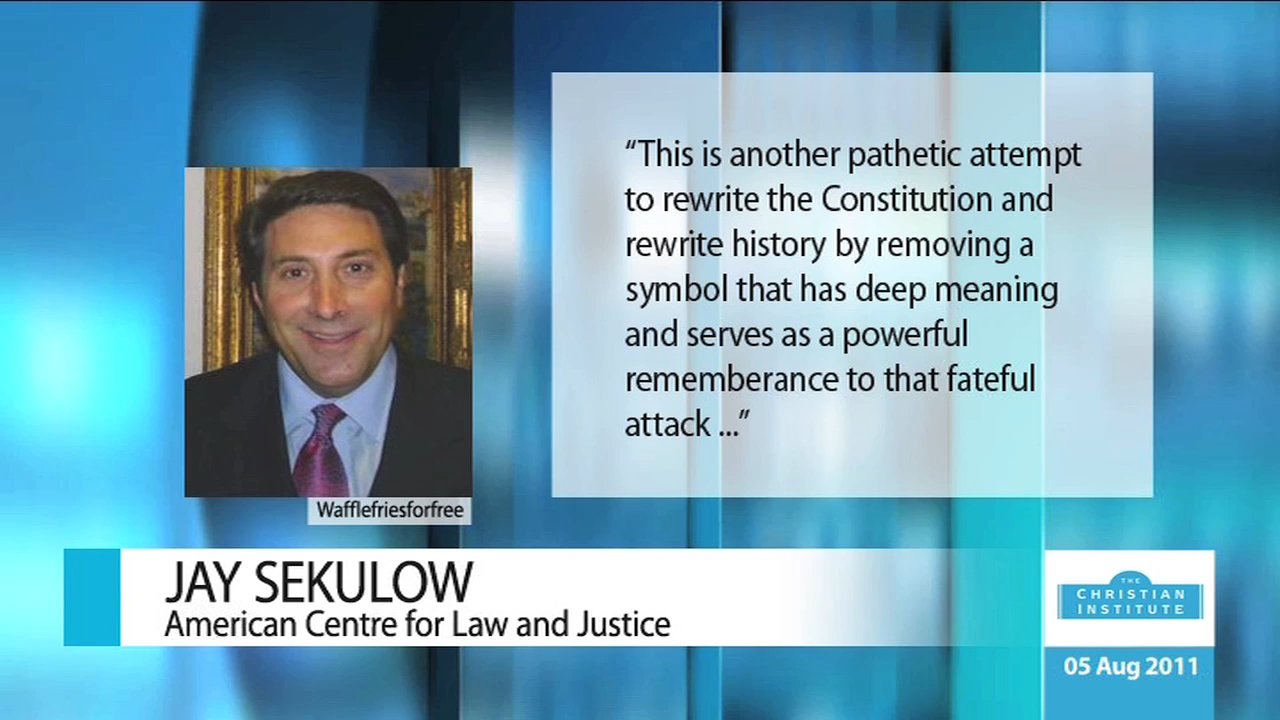 “This is another pathetic attempt
to rewrite the Constitution and
rewrite history by removing a
symbol that has deep meaning
and serves as a powerful
rememberance to that fateful
attack ...”
Wafflefriesforfree
JAY SEKULOW
American Centre for Law and Justice
THE
CHRISTIAN
INSTITUTE
05 Aug 2011